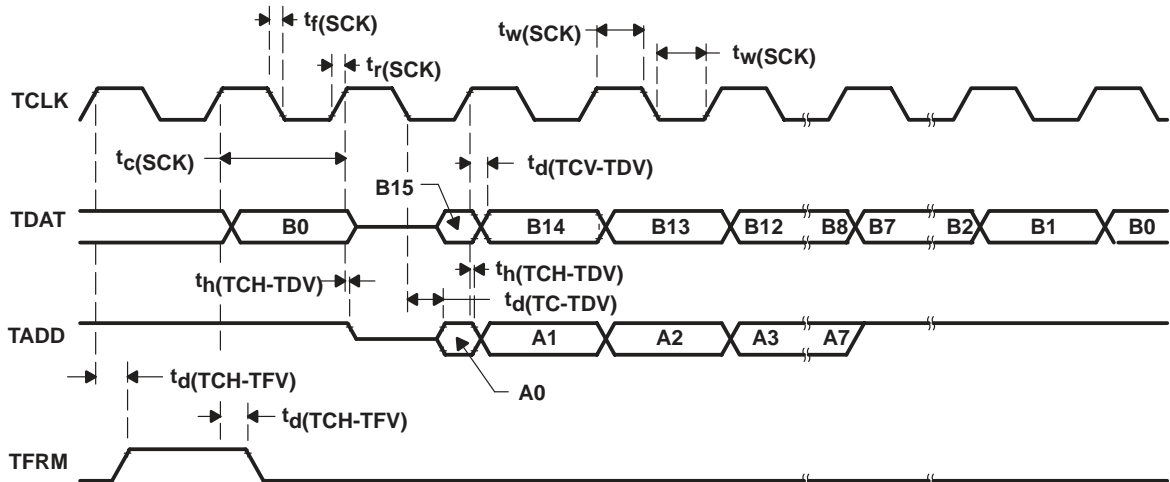 tf(SCK)
tw(SCK)
tw(SCK)
tr(SCK)
TCLK
tc(SCK)
td(TCV-TDV)
B15
TDAT
B0
B14
B13
B12
B8
B7
B2
B1
B0
th(TCH-TDV)
th(TCH-TDV)
td(TC-TDV)
TADD
A1
A2
A3
A7
td(TCH-TFV)
A0
td(TCH-TFV)
TFRM